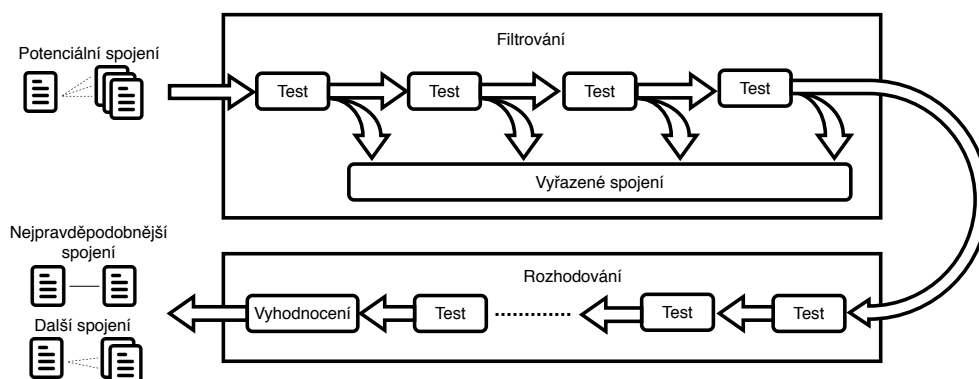 Potenciální spojení
Filtrování
Test
Test
Test
Test
Vyřazené spojení
Nejpravděpodobnější
spojení
Další spojení
Rozhodování
Vyhodnocení
Test
Test
Test